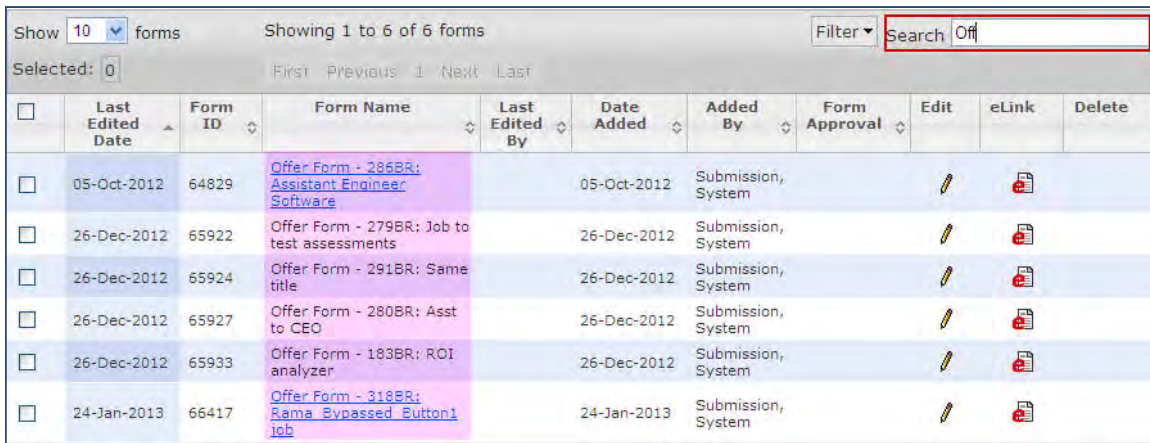 Show 10 forms Showing 1 to 6 of 6 forms Filter Search Off
Selected: 0 First Previous 1 Next Last
Last Edited Date Form ID Form Name Last Edited By Date Added Added By Form Approval Edit eLink Delete
05-Oct-2012 64829 Offer Form - 286BR: Assistant Engineer Software 05-Oct-2012 Submission, System
26-Dec-2012 65922 Offer Form - 279BR: Job to test assessments 26-Dec-2012 Submission, System
26-Dec-2012 65924 Offer Form - 291BR: Same title 26-Dec-2012 Submission, System
26-Dec-2012 65927 Offer Form - 280BR: Asst to CEO 26-Dec-2012 Submission, System
26-Dec-2012 65933 Offer Form - 183BR: ROI analyzer 26-Dec-2012 Submission, System
24-Jan-2013 66417 Offer Form - 318BR: Rama_Bypassed_Button1 job 24-Jan-2013 Submission, System